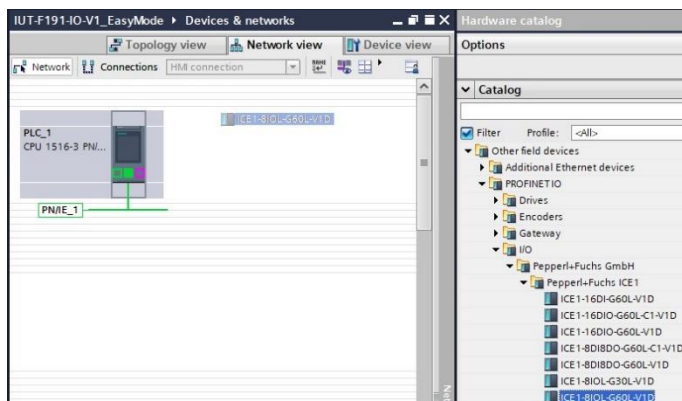 IUT-F191-IO-V1_EasyMode ▸ Devices & networks
Topology view
Network view
Device view
Network
Connections
HMI connection
ICE1-8IOL-G60L-V1D
PLC_1
CPU 1516-3 PN/...
PN/IE_1
Hardware catalog
Options
Catalog
Filter
Profile:
<All>
Other field devices
Additional Ethernet devices
PROFINET IO
Drives
Encoders
Gateway
I/O
Pepperl+Fuchs GmbH
Pepperl+Fuchs ICE1
ICE1-16DI-G60L-V1D
ICE1-16DIO-G60L-C1-V1D
ICE1-16DIO-G60L-V1D
ICE1-8DI8DO-G60L-C1-V1D
ICE1-8DI8DO-G60L-V1D
ICE1-8IOL-G30L-V1D
ICE1-8IOL-G60L-V1D